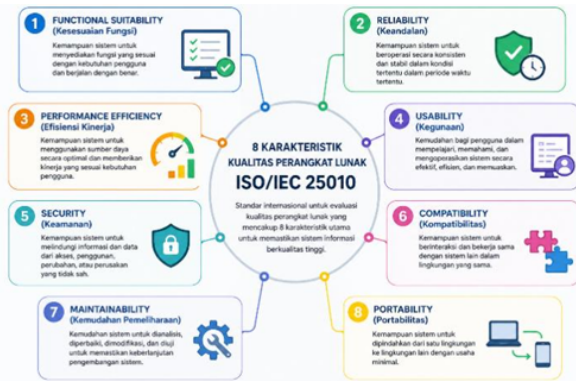 1 FUNCTIONAL SUITABILITY
(Kesesuaian Fungsi)
Kemampuan sistem untuk
menyediakan fungsi yang sesuai
dengan kebutuhan pengguna
dan berjalan dengan benar.
2 RELIABILITY
(Keandalan)
Kemampuan sistem untuk
beroperasi secara konsisten
dan stabil dalam kondisi
tertentu dalam periode waktu
tertentu.
3 PERFORMANCE EFFICIENCY
(Efisiensi Kinerja)
Kemampuan sistem untuk
menggunakan sumber daya
secara optimal dan memberikan
kinerja yang sesuai kebutuhan
pengguna.
4 USABILITY
(Kegunaan)
Kemudahan bagi pengguna dalam
mempelajari, memahami, dan
mengoperasikan sistem secara
efektif, efisien, dan memuaskan.
8 KARAKTERISTIK
KUALITAS PERANGKAT LUNAK
ISO/IEC 25010
Standar internasional untuk evaluasi
kualitas perangkat lunak yang
mencakup 8 karakteristik utama
untuk memastikan sistem informasi
berkualitas tinggi.
5 SECURITY
(Keamanan)
Kemampuan sistem untuk
melindungi informasi dan data
dari akses, penggunan,
perubahan, atau perusakan
yang tidak sah.
6 COMPATIBILITY
(Kompatibilitas)
Kemampuan sistem untuk
berinteraksi dan bekerja sama
dengan sistem lain dalam
lingkungan yang sama.
7 MAINTAINABILITY
(Kemudahan Pemeliharaan)
Kemudahan sistem untuk dianalisis,
diperbaiki, dimodifikasi, dan diuji
untuk memastikan keberlanjutan
pengembangan sistem.
8 PORTABILITY
(Portabilitas)
Kemampuan sistem untuk
dipindahkan dari satu lingkungan
ke lingkungan lain dengan usaha
minimal.